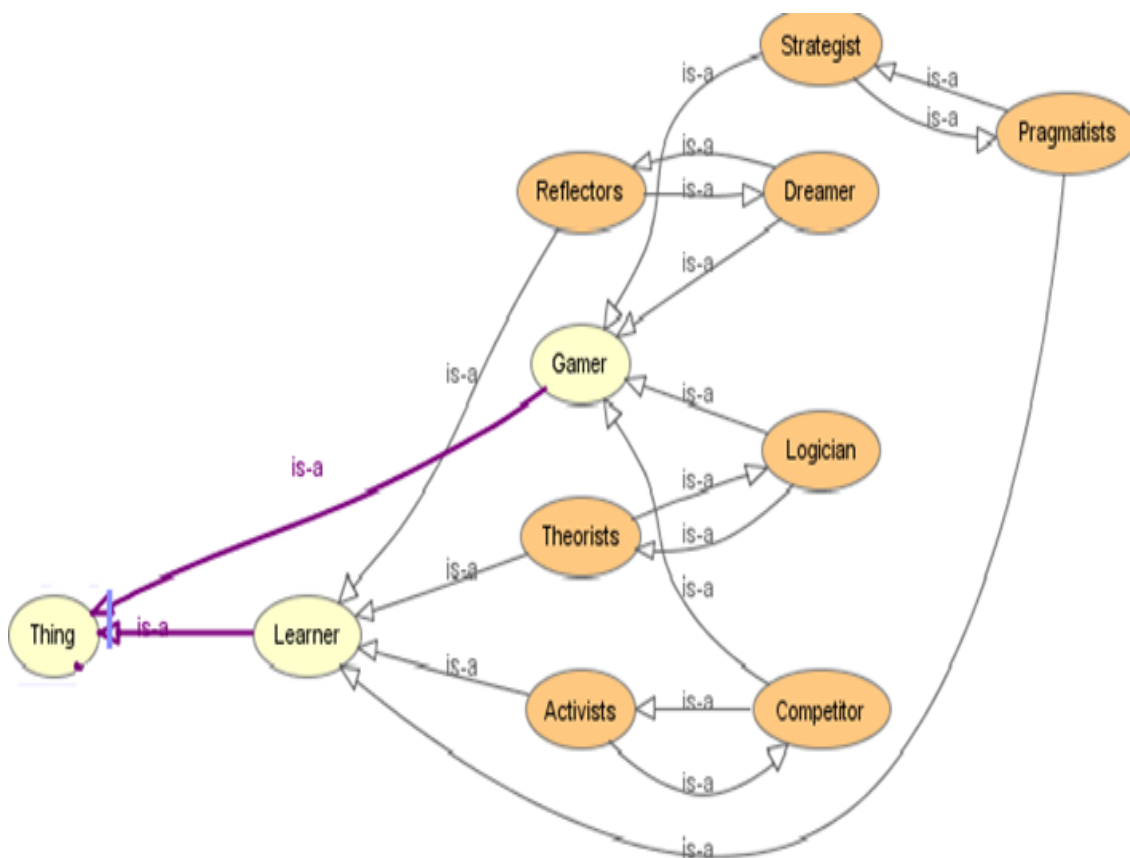 Strategist
is-a
is-a
is-a
Pragmatists
is-a
Reflectors
is-a
Dreamer
is-a
Gamer
is-a
is-a
Logician
is-a
is-a
Theorists
is-a
is-a
is-a
Thing
is-a
Learner
is-a
Activists
is-a
Competitor
is-a
is-a